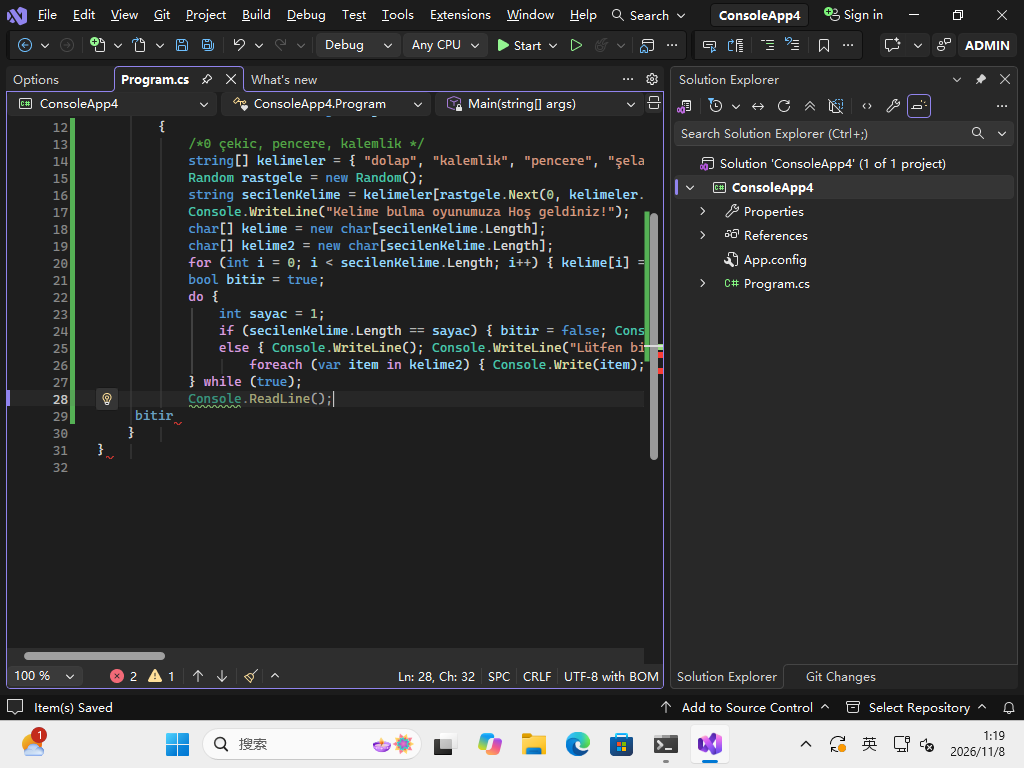 File Edit View Git Project Build Debug Test Tools Extensions Window Help Search ConsoleApp4 Sign in
Debug Any CPU Start ADMIN
Options Program.cs What's new
ConsoleApp4 ConsoleApp4.Program Main(string[] args)
12 {
13 /*0 çekic, pencere, kalemlik */
14 string[] kelimeler = { "dolap", "kalemlik", "pencere", "şela
15 Random rastgele = new Random();
16 string secilenKelime = kelimeler[rastgele.Next(0, kelimeler.
17 Console.WriteLine("Kelime bulma oyunumuza Hoş geldiniz!");
18 char[] kelime = new char[secilenKelime.Length];
19 char[] kelime2 = new char[secilenKelime.Length];
20 for (int i = 0; i < secilenKelime.Length; i++) { kelime[i] =
21 bool bitir = true;
22 do {
23 int sayac = 1;
24 if (secilenKelime.Length == sayac) { bitir = false; Cons
25 else { Console.WriteLine(); Console.WriteLine("Lütfen bi
26 foreach (var item in kelime2) { Console.Write(item);
27 } while (true);
28 Console.ReadLine();
29 bitir
30 }
31 }
32
100 % 2 1 Ln: 28, Ch: 32 SPC CRLF UTF-8 with BOM
Solution Explorer
Search Solution Explorer (Ctrl+;)
Solution 'ConsoleApp4' (1 of 1 project)
ConsoleApp4
Properties
References
App.config
Program.cs
Solution Explorer Git Changes
Item(s) Saved Add to Source Control Select Repository
1 搜索 英 1:19
2026/11/8